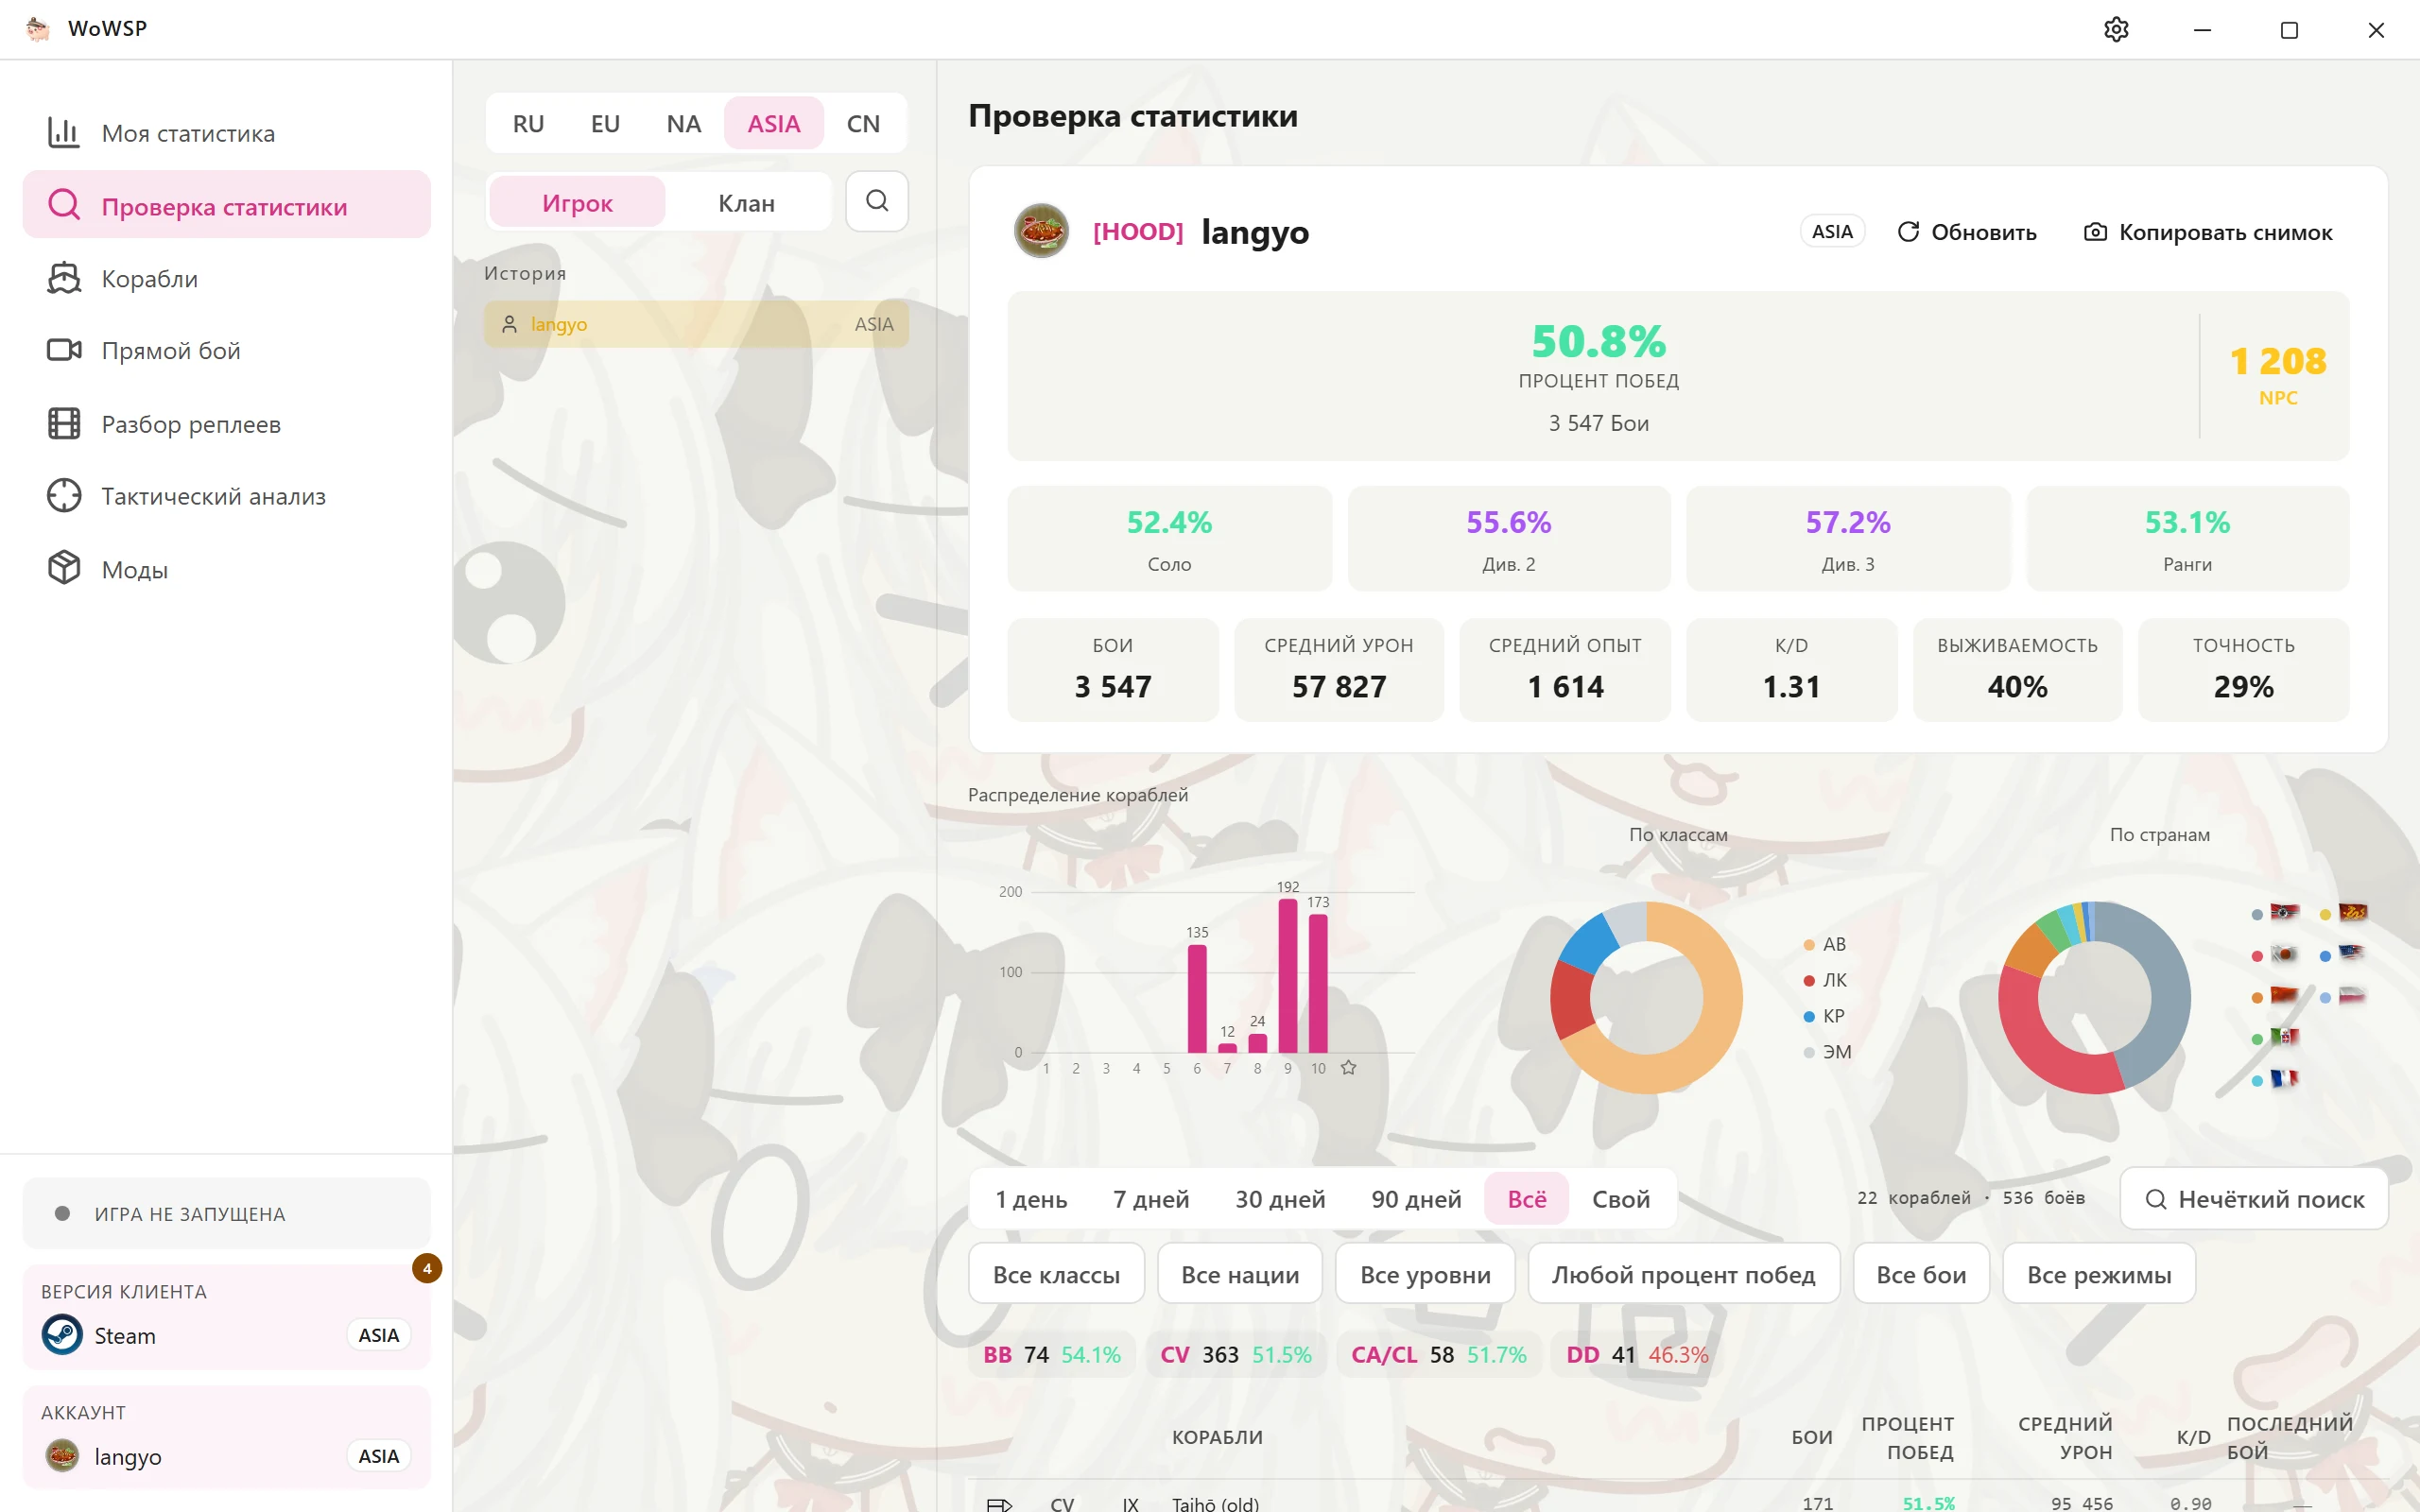 WoWSP
Моя статистика
Проверка статистики
Корабли
Прямой бой
Разбор реплеев
Тактический анализ
Моды
ИГРА НЕ ЗАПУЩЕНА
4
ВЕРСИЯ КЛИЕНТА
Steam ASIA
АККАУНТ
langyo ASIA
RU EU NA ASIA CN
Игрок Клан
История
langyo ASIA
Проверка статистики
[HOOD] langyo ASIA Обновить Копировать снимок
50.8%
ПРОЦЕНТ ПОБЕД
3 547 Бои
1 208
NPC
52.4% 55.6% 57.2% 53.1%
Соло Див. 2 Див. 3 Ранги
БОИ СРЕДНИЙ УРОН СРЕДНИЙ ОПЫТ K/D ВЫЖИВАЕМОСТЬ ТОЧНОСТЬ
3 547 57 827 1 614 1.31 40% 29%
Распределение кораблей
200
100
0
135 12 24 192 173
1 2 3 4 5 6 7 8 9 10
По классам
АВ
ЛК
КР
ЭМ
По странам
1 день 7 дней 30 дней 90 дней Всё Свой
22 кораблей · 536 боёв
Нечёткий поиск
Все классы Все нации Все уровни Любой процент побед Все бои Все режимы
BB 74 54.1% CV 363 51.5% CA/CL 58 51.7% DD 41 46.3%
КОРАБЛИ БОИ ПРОЦЕНТ ПОБЕД СРЕДНИЙ УРОН K/D ПОСЛЕДНИЙ БОЙ
CV IX Taihō (old) 171 51.5% 95 456 0.90 —